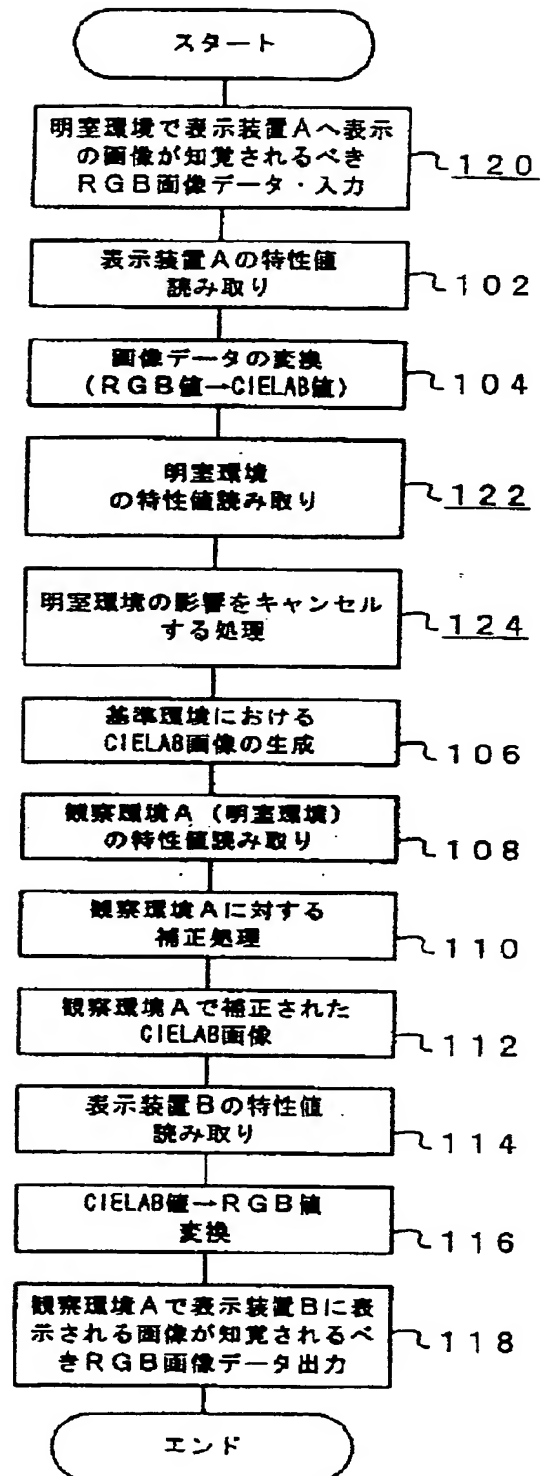 スタート
明室環境で表示装置Aへ表示
の画像が知覚されるべき
RGB画像データ・入力
120
表示装置Aの特性値
読み取り
102
画像データの変換
(RGB値→CIELAB値)
104
明室環境
の特性値読み取り
122
明室環境の影響をキャンセル
する処理
124
基準環境における
CIELAB画像の生成
106
観察環境A(明室環境)
の特性値読み取り
108
観察環境Aに対する
補正処理
110
観察環境Aで補正された
CIELAB画像
112
表示装置Bの特性値
読み取り
114
CIELAB値→RGB値
変換
116
観察環境Aで表示装置Bに表
示される画像が知覚されるべ
きRGB画像データ出力
118
エンド